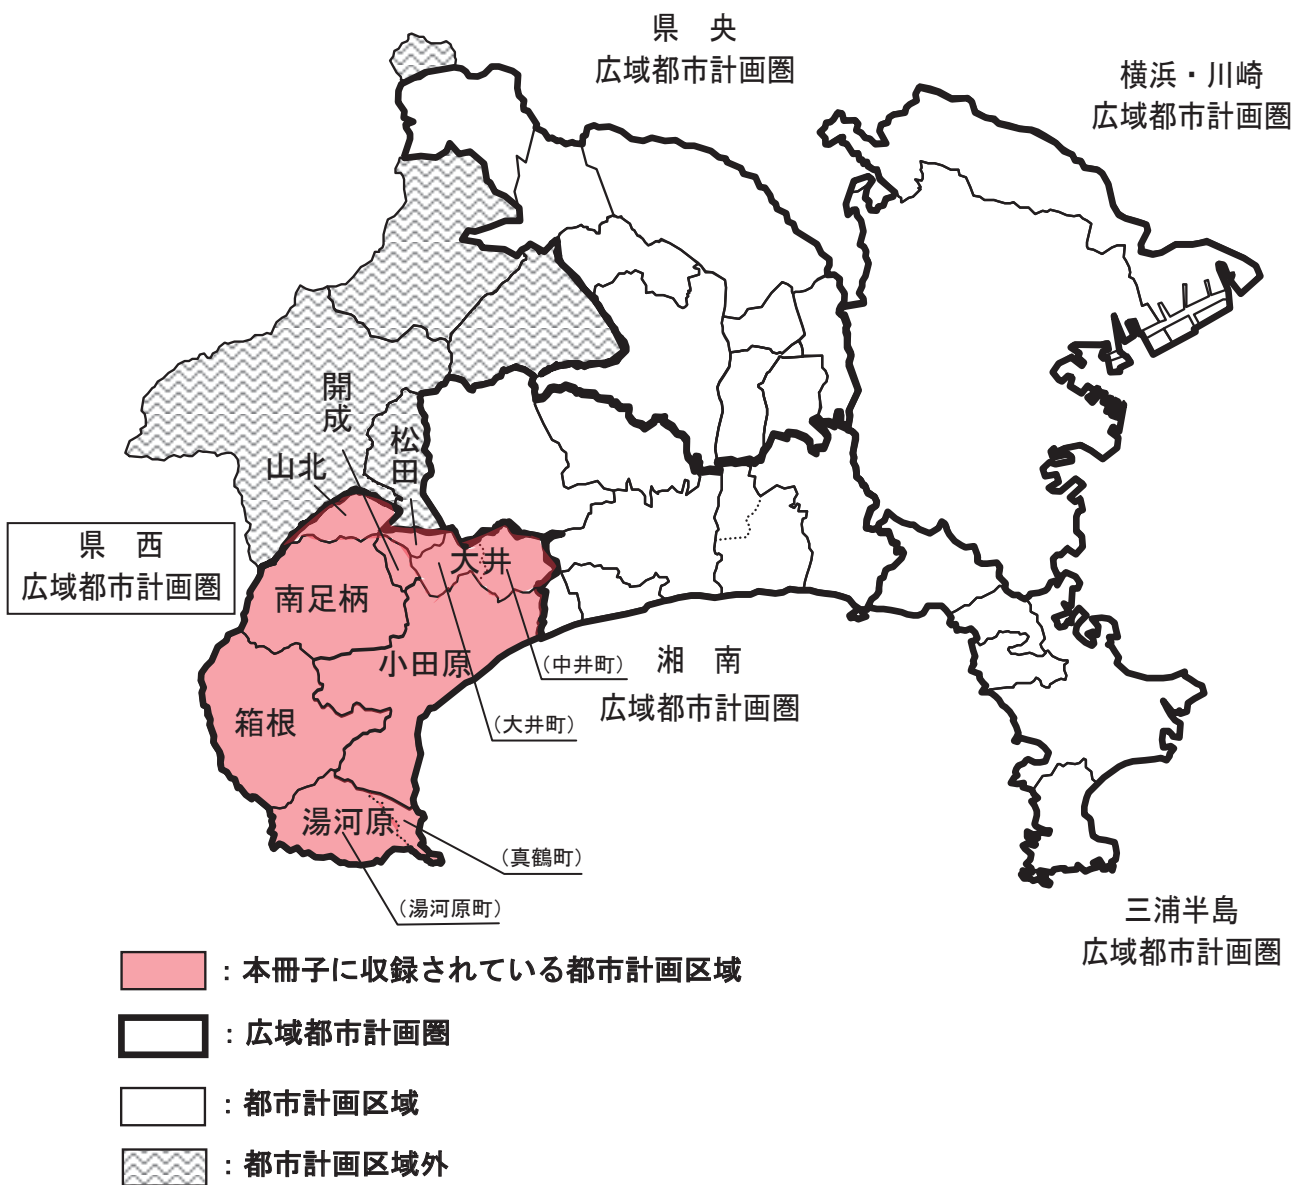 県 央
広域都市計画圏
横浜・川崎
広域都市計画圏
開成
松田
山北
県 西
広域都市計画圏
大井
南足柄
小田原
(中井町)
湘 南
広域都市計画圏
(大井町)
箱根
湯河原
(真鶴町)
(湯河原町)
三浦半島
広域都市計画圏
：本冊子に収録されている都市計画区域
：広域都市計画圏
：都市計画区域
：都市計画区域外